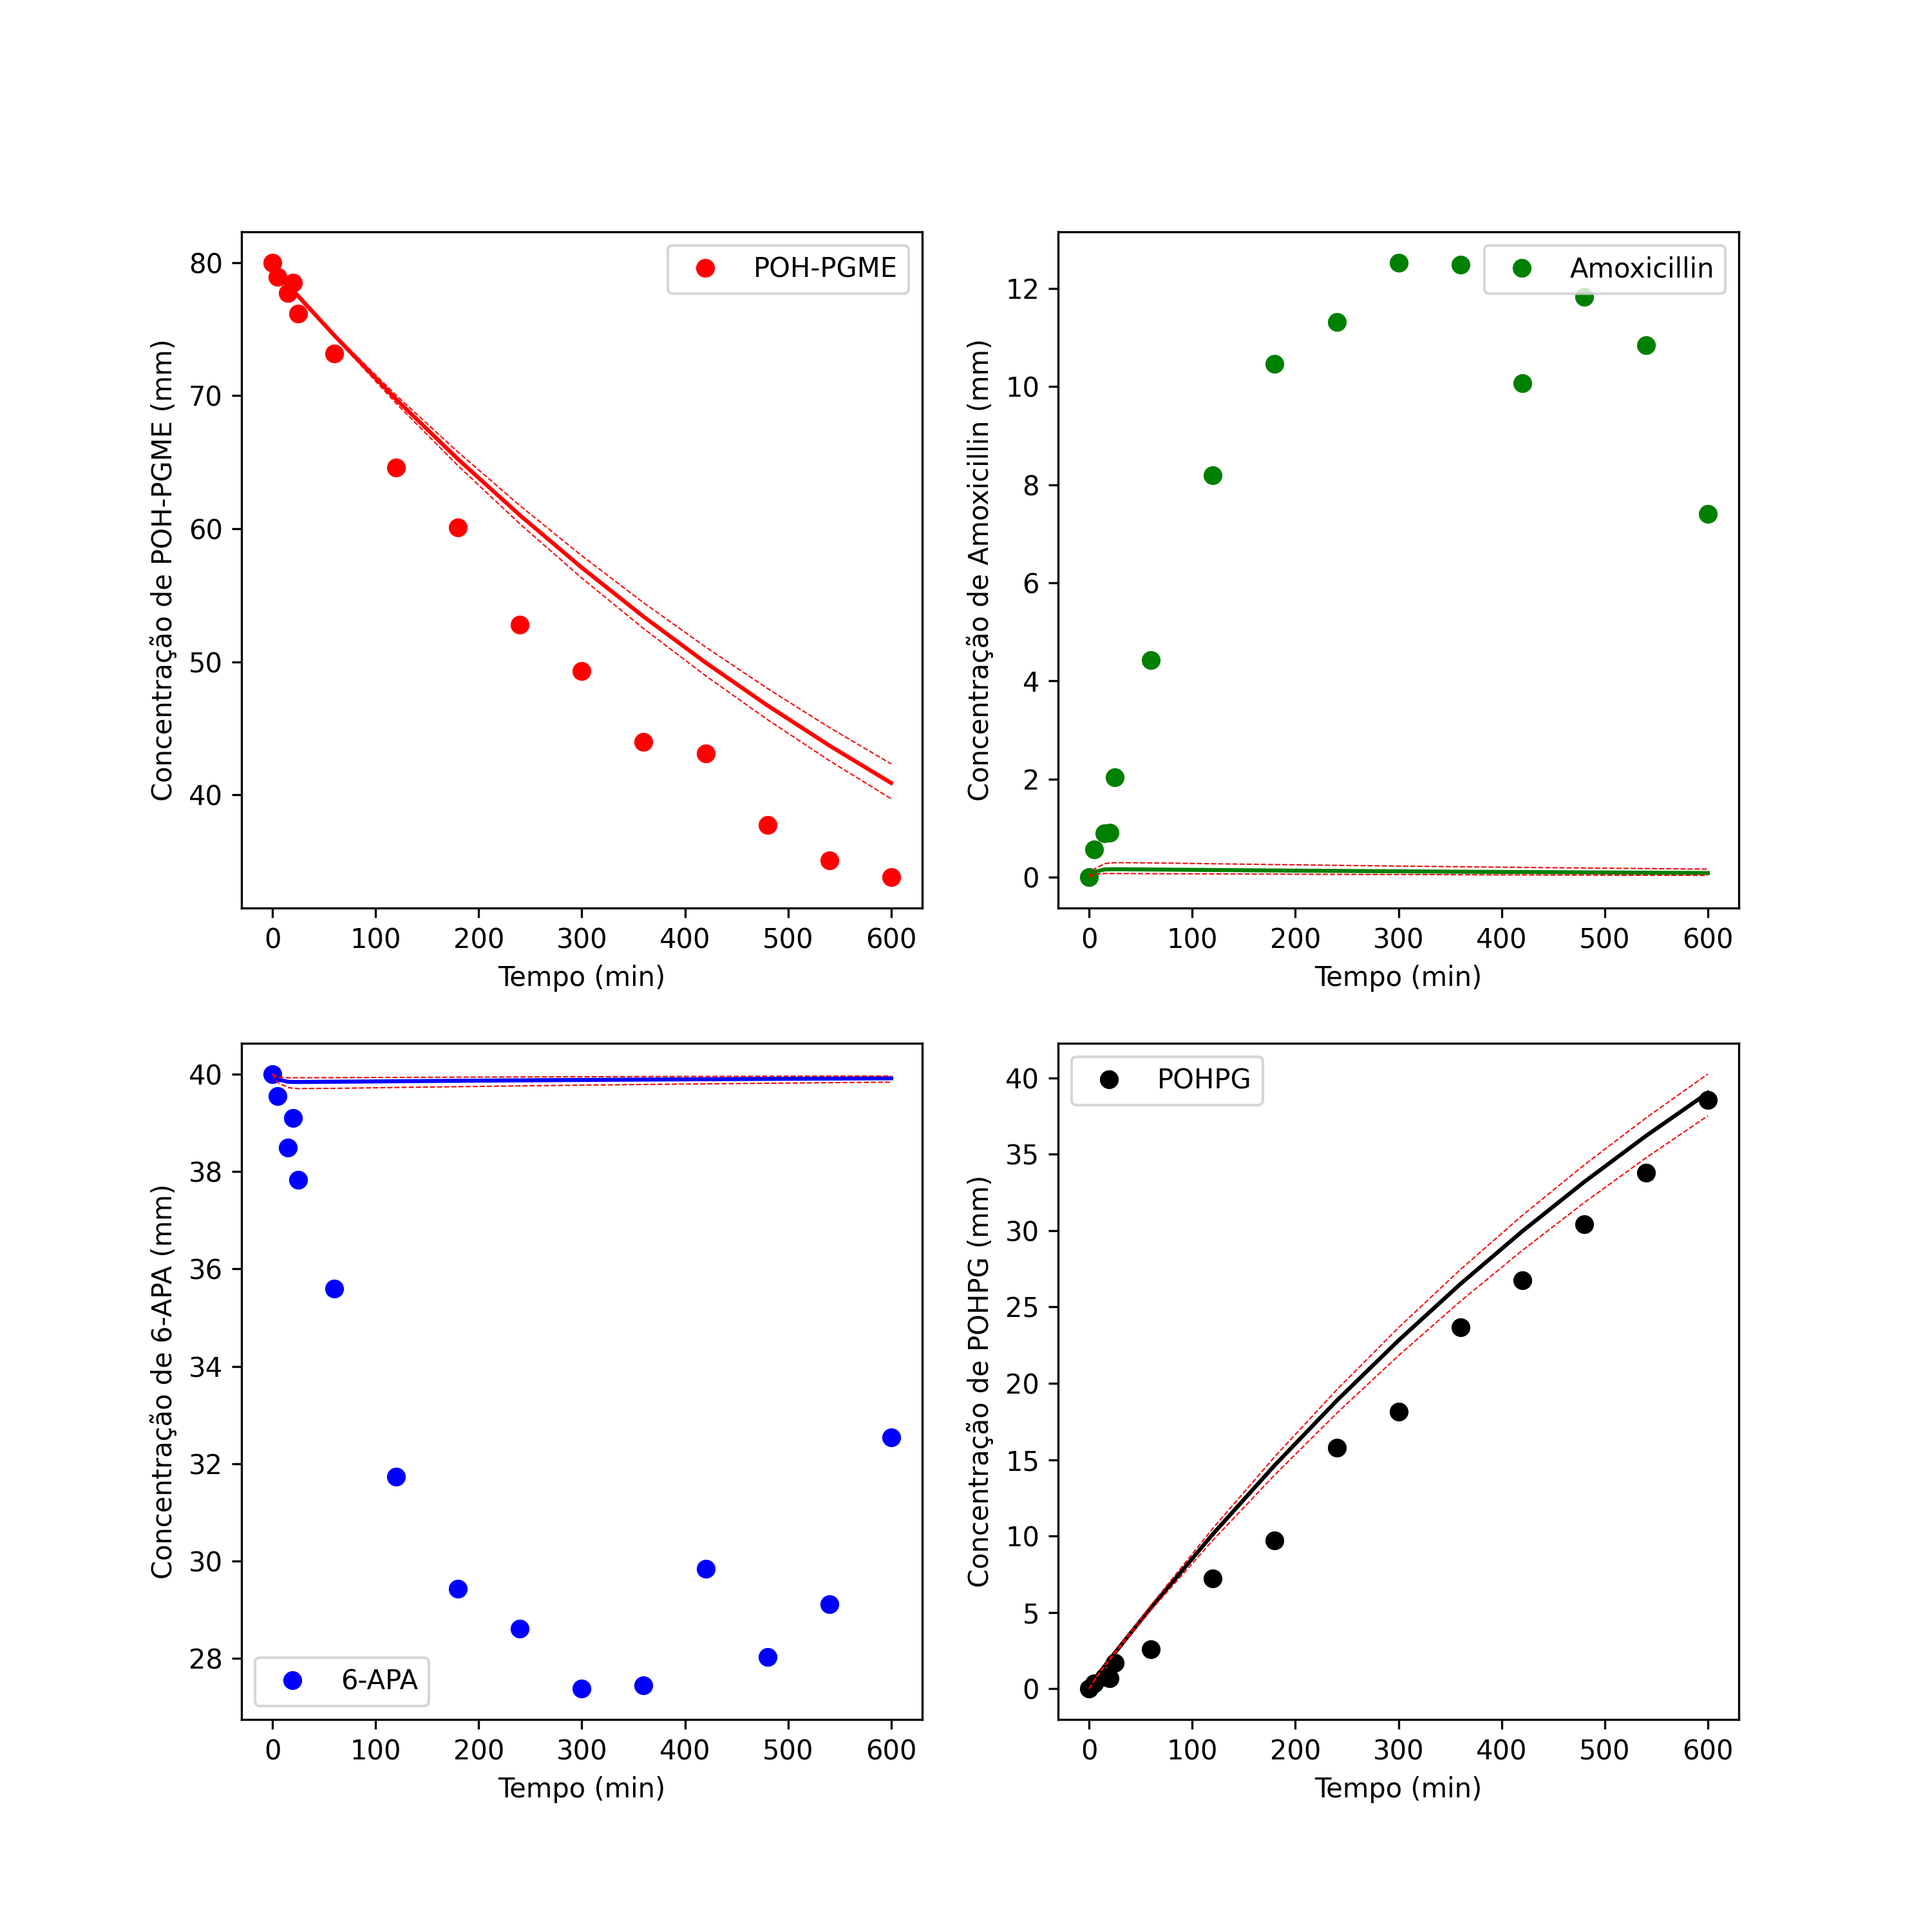 POH-PGME
Concentração de POH-PGME (mm)
80
70
60
50
40
0 100 200 300 400 500 600
Tempo (min)
Amoxicillin
Concentração de Amoxicillin (mm)
12
10
8
6
4
2
0
0 100 200 300 400 500 600
Tempo (min)
6-APA
Concentração de 6-APA (mm)
40
38
36
34
32
30
28
0 100 200 300 400 500 600
Tempo (min)
POHPG
Concentração de POHPG (mm)
40
35
30
25
20
15
10
5
0
0 100 200 300 400 500 600
Tempo (min)